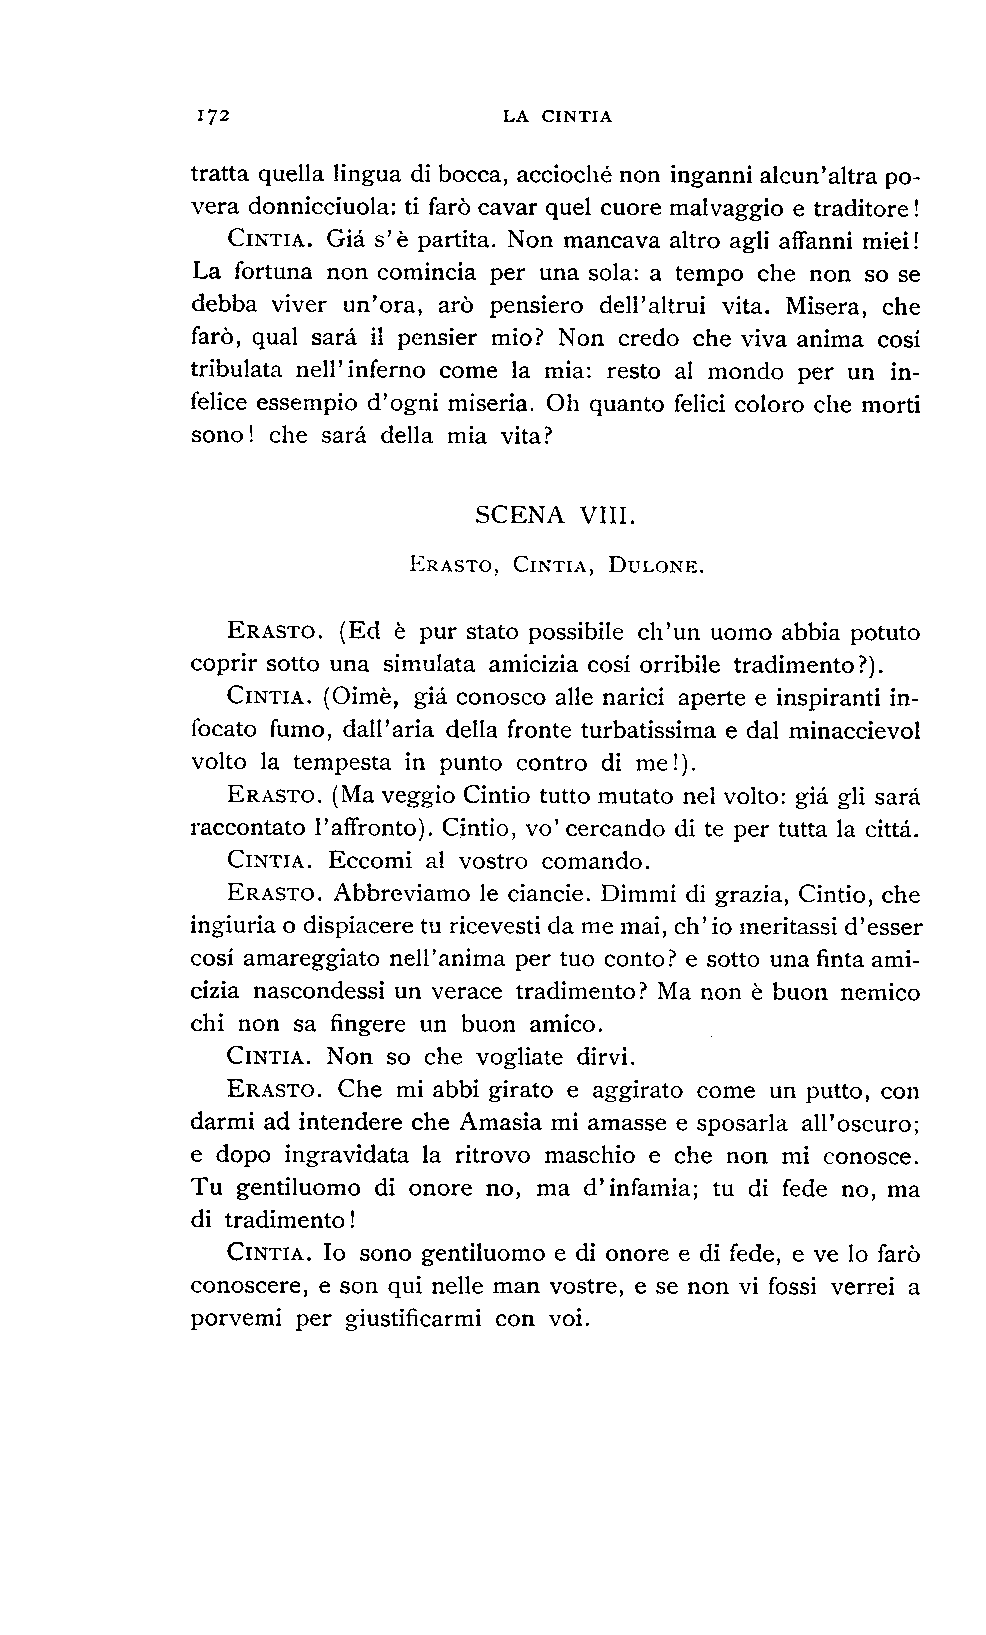 172 LA CINTIA
tratta quella lingua di bocca, accioché non inganni alcun'altra po-
vera donnicciuola: ti farò cavar quel cuore malvaggio e traditore!
CINTIA. Giá s'è partita. Non mancava altro agli affanni miei!
La fortuna non comincia per una sola: a tempo che non so se
debba viver un'ora, arò pensiero dell'altrui vita. Misera, che
farò, qual sará il pensier mio? Non credo che viva anima cosí
tribulata nell'inferno come la mia: resto al mondo per un in-
felice essempio d'ogni miseria. Oh quanto felici coloro che morti
sono! che sará della mia vita?
SCENA VIII.
ERASTO, CINTIA, DULONE.
ERASTO. (Ed è pur stato possibile ch'un uomo abbia potuto
coprir sotto una simulata amicizia cosí orribile tradimento?).
CINTIA. (Oimè, giá conosco alle narici aperte e inspiranti in-
focato fumo, dall'aria della fronte turbatissima e dal minaccievol
volto la tempesta in punto contro di me!).
ERASTO. (Ma veggio Cintio tutto mutato nel volto: giá gli sará
raccontato l'affronto). Cintio, vo' cercando di te per tutta la cittá.
CINTIA. Eccomi al vostro comando.
ERASTO. Abbreviamo le ciancie. Dimmi di grazia, Cintio, che
ingiuria o dispiacere tu ricevesti da me mai, ch'io meritassi d'esser
cosí amareggiato nell'anima per tuo conto? e sotto una finta ami-
cizia nascondessi un verace tradimento? Ma non è buon nemico
chi non sa fingere un buon amico.
CINTIA. Non so che vogliate dirvi.
ERASTO. Che mi abbi girato e aggirato come un putto, con
darmi ad intendere che Amasia mi amasse e sposarla all'oscuro;
e dopo ingravidata la ritrovo maschio e che non mi conosce.
Tu gentiluomo di onore no, ma d'infamia; tu di fede no, ma
di tradimento!
CINTIA. Io sono gentiluomo e di onore e di fede, e ve lo farò
conoscere, e son qui nelle man vostre, e se non vi fossi verrei a
porvemi per giustificarmi con voi.